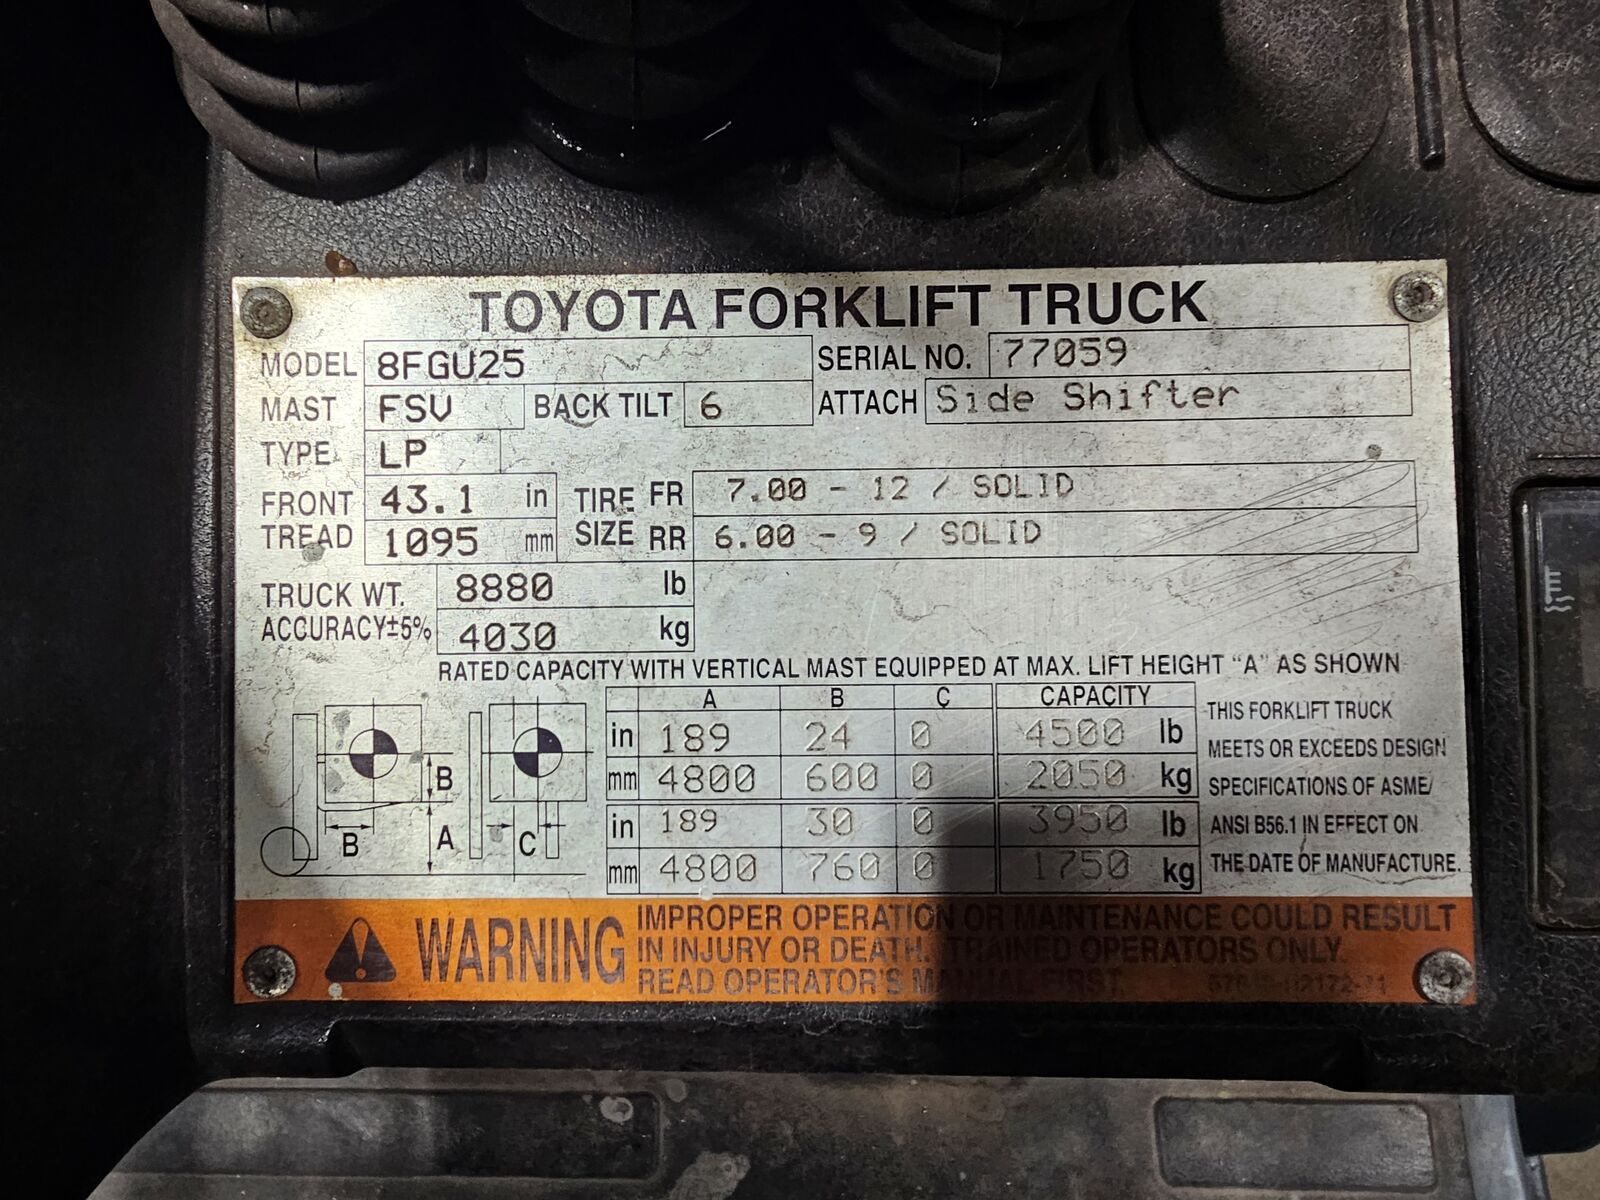 TOYOTA FORKLIFT TRUCK
MODEL 8FGU25 SERIAL NO. 77059
MAST FSV BACK TILT 6 ATTACH Side Shifter
TYPE LP
FRONT TREAD 43.1 in TIRE SIZE FR 7.00 - 12 / SOLID
1095 mm RR 6.00 - 9 / SOLID
TRUCK WT. 8880 lb
ACCURACY±5% 4030 kg
RATED CAPACITY WITH VERTICAL MAST EQUIPPED AT MAX. LIFT HEIGHT “A” AS SHOWN
A B C CAPACITY
in 189 24 0 4500 lb
mm 4800 600 0 2050 kg
in 189 30 0 3950 lb
mm 4800 760 0 1750 kg
B
B A C
THIS FORKLIFT TRUCK
MEETS OR EXCEEDS DESIGN
SPECIFICATIONS OF ASME/
ANSI B56.1 IN EFFECT ON
THE DATE OF MANUFACTURE.
WARNING
IMPROPER OPERATION OR MAINTENANCE COULD RESULT
IN INJURY OR DEATH. TRAINED OPERATORS ONLY.
READ OPERATOR'S MANUAL FIRST.